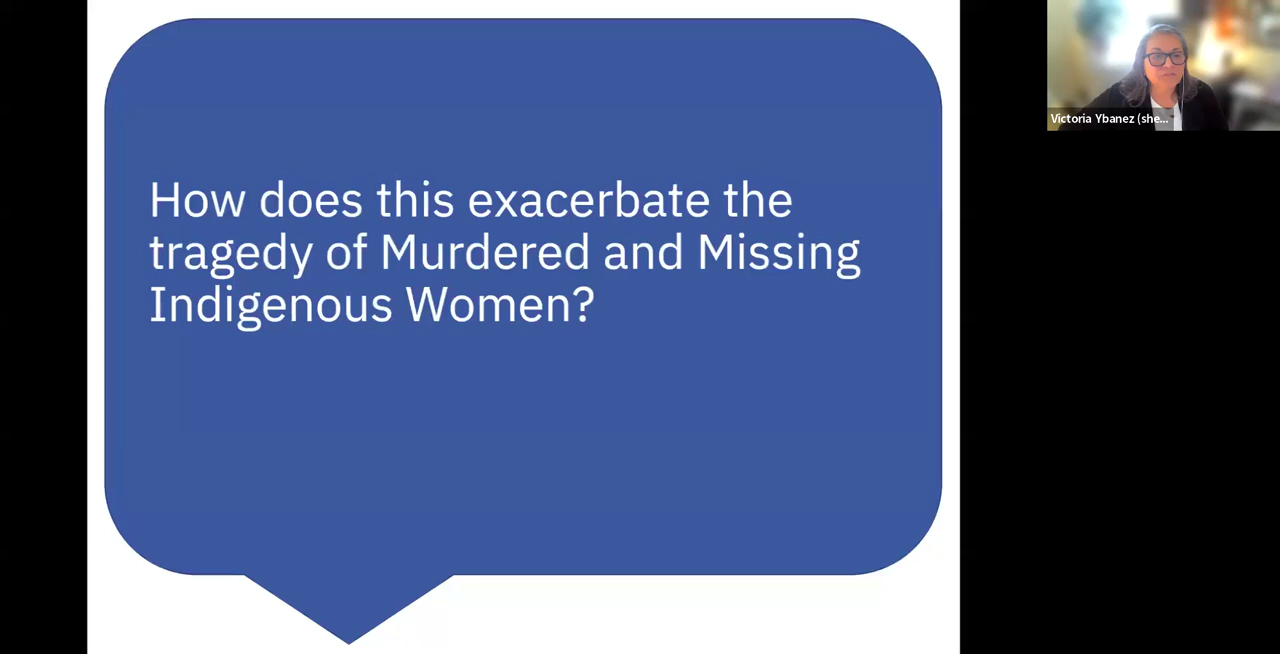 How does this exacerbate the
tragedy of Murdered and Missing
Indigenous Women?
Victoria Ybanez (she...